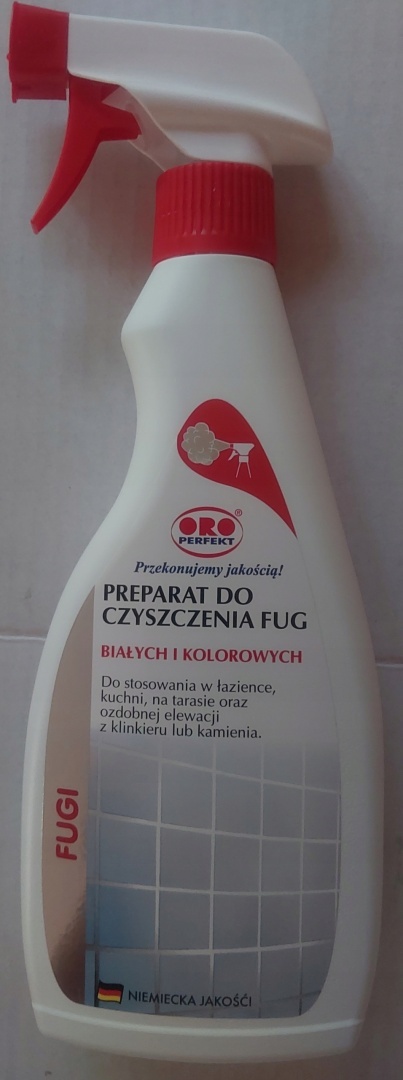 ORO®
PERFEKT
Przekonujemy jakością!
PREPARAT DO
CZYSZCZENIA FUG
BIAŁYCH I KOLOROWYCH
Do stosowania w łazience,
kuchni, na tarasie oraz
ozdobnej elewacji
z klinkieru lub kamienia.
FUGI
NIEMIECKA JAKOŚĆI